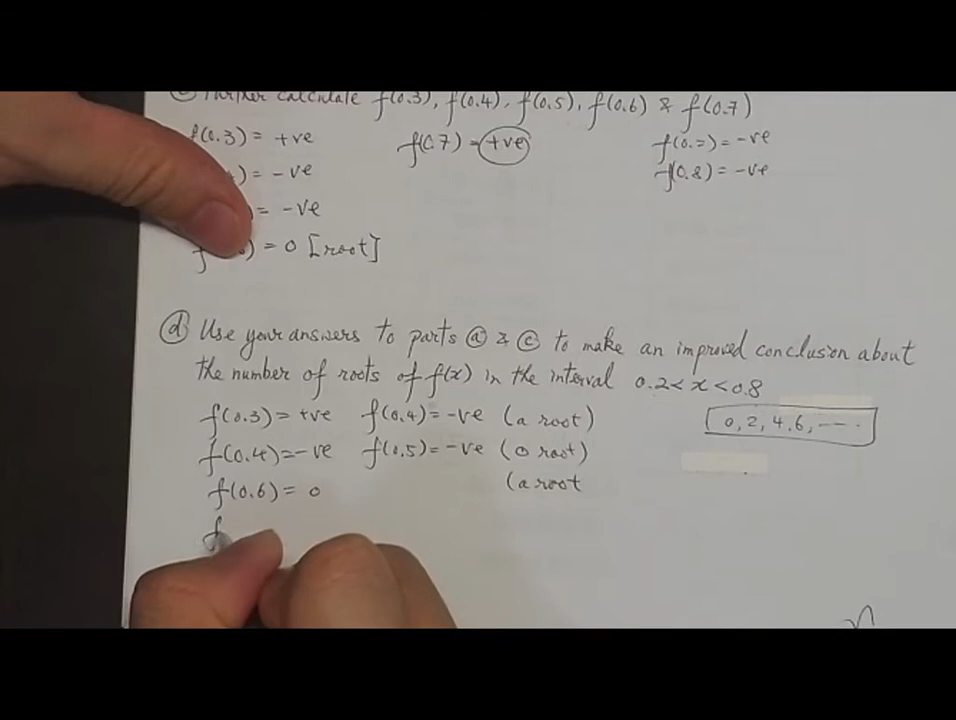 Further calculate f(0.3), f(0.4), f(0.5), f(0.6) & f(0.7)
f(0.3) = +ve f(0.7) = +ve f(0.2) = -ve
) = -ve f(0.8) = -ve
= -ve
f ) = 0 [root]
(d) Use your answers to parts (a) & (c) to make an improved conclusion about
the number of roots of f(x) in the interval 0.2 < x < 0.8
f(0.3) = +ve f(0.4) = -ve (a root) 0, 2, 4, 6, ----
f(0.4) = -ve f(0.5) = -ve (0 root)
f(0.6) = 0 (a root
f